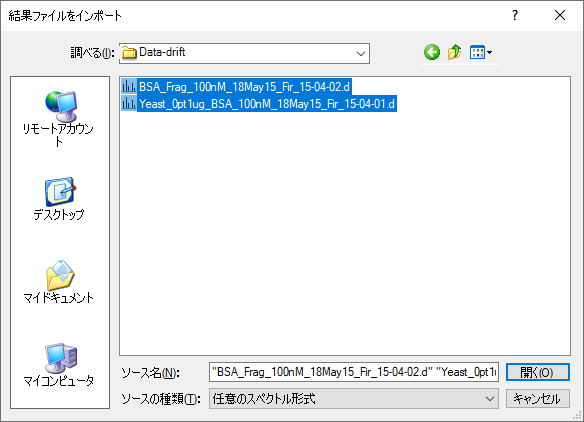 結果ファイルをインポート
調べる(I):
Data-drift
リモートアカウン
ト
デスクトップ
マイドキュメント
マイコンピュータ
BSA_Frag_100nM_18May15_Fir_15-04-02.d
Yeast_0pt1ug_BSA_100nM_18May15_Fir_15-04-01.d
ソース名(N):
"BSA_Frag_100nM_18May15_Fir_15-04-02.d" "Yeast_0pt1
開く(O)
ソースの種類(T):
任意のスペクトル形式
キャンセル